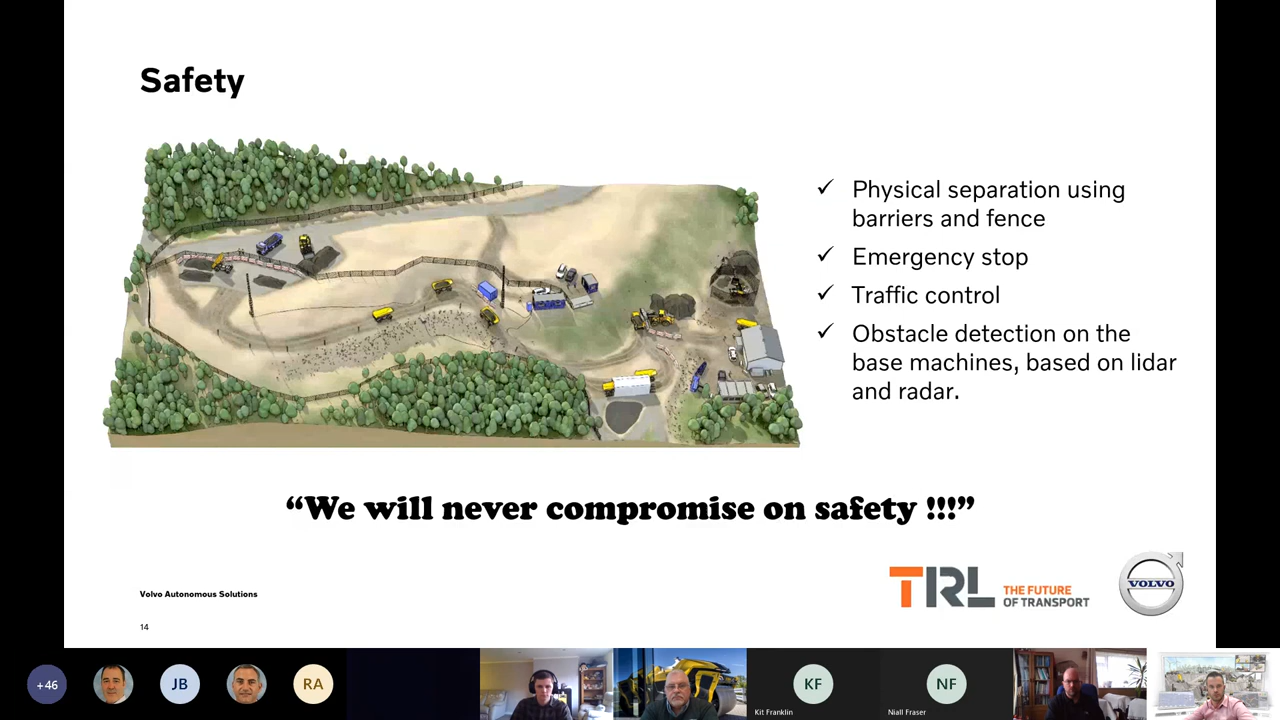 Safety
✓ Physical separation using
barriers and fence
✓ Emergency stop
✓ Traffic control
✓ Obstacle detection on the
base machines, based on lidar
and radar.
“We will never compromise on safety !!!”
TRL THE FUTURE
OF TRANSPORT
VOLVO
Volvo Autonomous Solutions
14
+46
JB
RA
KF
NF
Kit Franklin
Niall Fraser